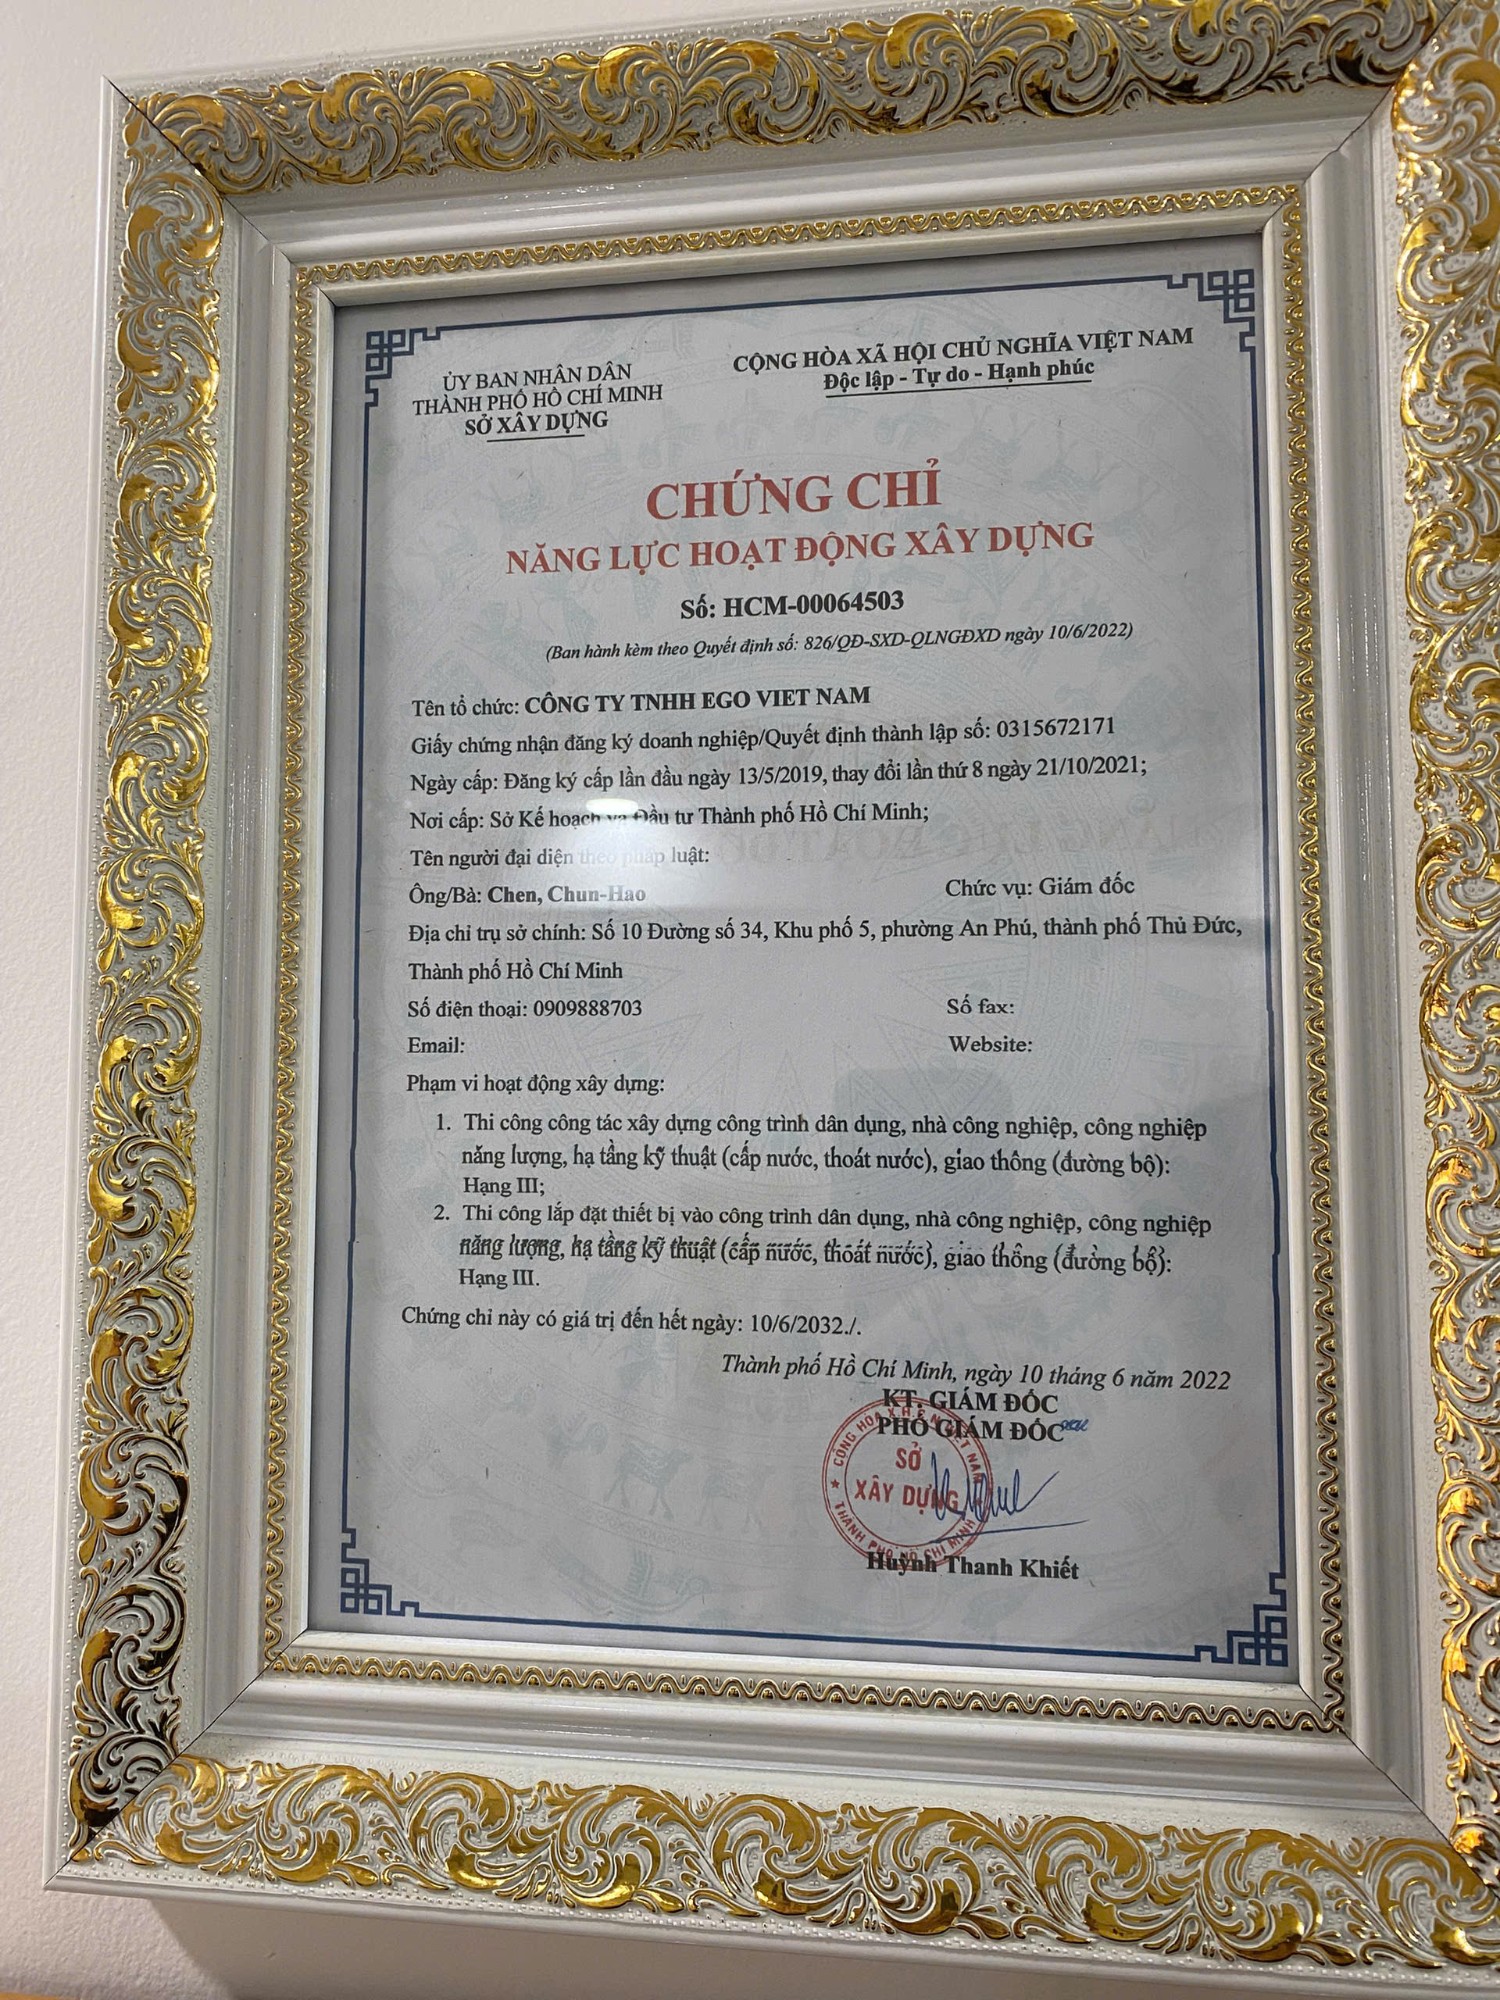 ỦY BAN NHÂN DÂN
THÀNH PHỐ HỒ CHÍ MINH
SỞ XÂY DỰNG
CỘNG HÒA XÃ HỘI CHỦ NGHĨA VIỆT NAM
Độc lập - Tự do - Hạnh phúc
CHỨNG CHỈ
NĂNG LỰC HOẠT ĐỘNG XÂY DỰNG
Số: HCM-00064503
(Ban hành kèm theo Quyết định số: 826/QĐ-SXD-QLNGĐXD ngày 10/6/2022)
Tên tổ chức: CÔNG TY TNHH EGO VIET NAM
Giấy chứng nhận đăng ký doanh nghiệp/Quyết định thành lập số: 0315672171
Ngày cấp: Đăng ký cấp lần đầu ngày 13/5/2019, thay đổi lần thứ 8 ngày 21/10/2021;
Nơi cấp: Sở Kế hoạch và Đầu tư Thành phố Hồ Chí Minh;
Tên người đại diện theo pháp luật:
Ông/Bà: Chen, Chun-Hao Chức vụ: Giám đốc
Địa chỉ trụ sở chính: Số 10 Đường số 34, Khu phố 5, phường An Phú, thành phố Thủ Đức,
Thành phố Hồ Chí Minh
Số điện thoại: 0909888703 Số fax:
Email: Website:
Phạm vi hoạt động xây dựng:
1. Thi công công tác xây dựng công trình dân dụng, nhà công nghiệp, công nghiệp
năng lượng, hạ tầng kỹ thuật (cấp nước, thoát nước), giao thông (đường bộ):
Hạng III;
2. Thi công lắp đặt thiết bị vào công trình dân dụng, nhà công nghiệp, công nghiệp
năng lượng, hạ tầng kỹ thuật (cấp nước, thoát nước), giao thông (đường bộ):
Hạng III.
Chứng chỉ này có giá trị đến hết ngày: 10/6/2032./.
Thành phố Hồ Chí Minh, ngày 10 tháng 6 năm 2022
KT. GIÁM ĐỐC
PHÓ GIÁM ĐỐC
SỞ
XÂY DỰNG
THÀNH PHỐ HỒ CHÍ MINH
Huỳnh Thanh Khiết